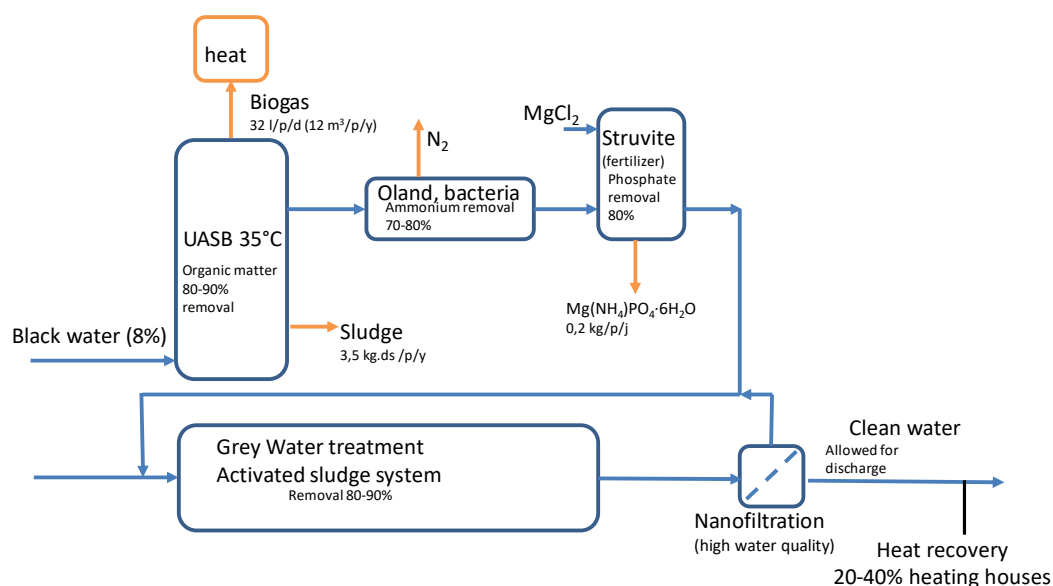 heat
Biogas
32 l/p/d (12 m³/p/y)
N₂
MgCl₂
Struvite
(fertilizer)
Phosphate
removal
80%
Oland, bacteria
Ammonium removal
70-80%
UASB 35°C
Organic matter
80-90%
removal
Mg(NH₄)PO₄·6H₂O
0,2 kg/p/j
Black water (8%)
Sludge
3,5 kg.ds /p/y
Grey Water treatment
Activated sludge system
Removal 80-90%
Clean water
Allowed for
discharge
Nanofiltration
(high water quality)
Heat recovery
20-40% heating houses